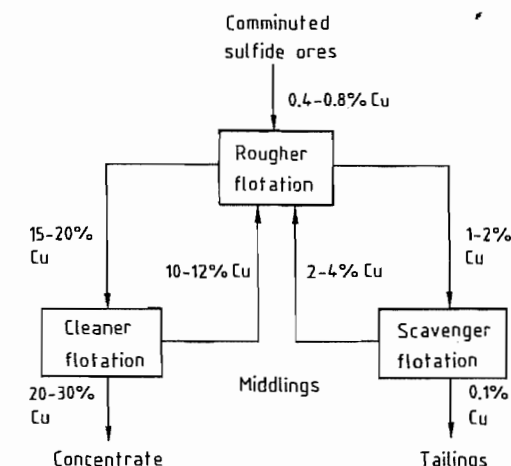 Comminuted
sulfide ores
0.4-0.8% Cu
Rougher
flotation
15-20%
Cu
10-12% Cu
2-4% Cu
1-2%
Cu
Cleaner
flotation
Scavenger
flotation
Middlings
20-30%
Cu
0.1%
Cu
Concentrate
Tailings